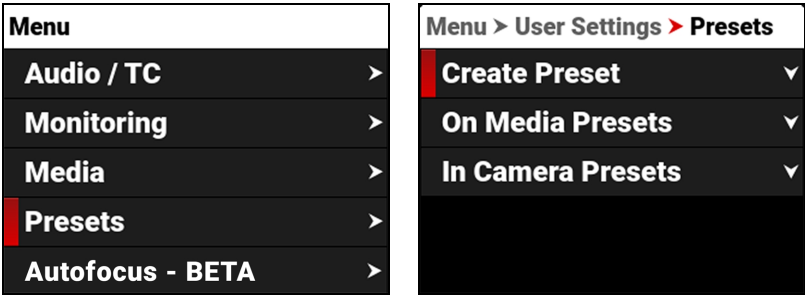 Menu
Audio / TC
Monitoring
Media
Presets
Autofocus - BETA
Menu > User Settings > Presets
Create Preset
On Media Presets
In Camera Presets